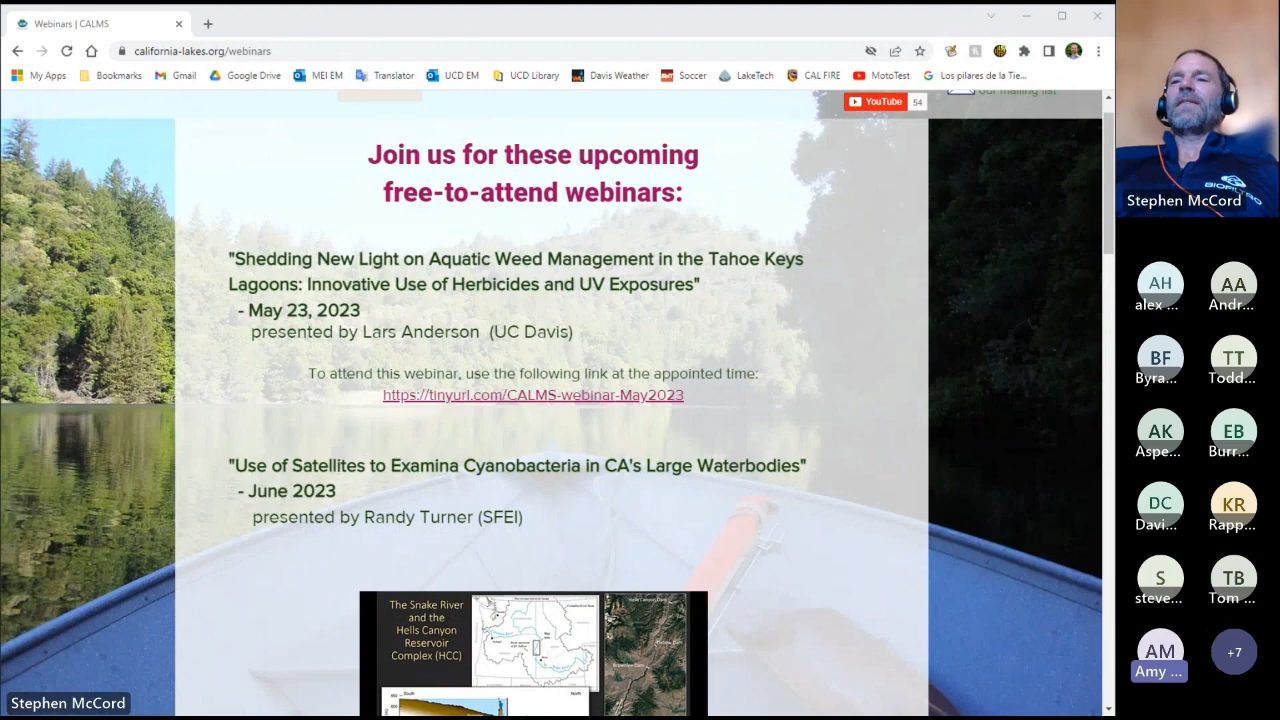 Webinars | CALMS
california-lakes.org/webinars
My Apps
Bookmarks
Gmail
Google Drive
MEI EM
Translator
UCD EM
UCD Library
Davis Weather
Soccer
LakeTech
CAL FIRE
MotoTest
Los pilares de la Tie...
YouTube 54
our mailing list
Join us for these upcoming
free-to-attend webinars:
"Shedding New Light on Aquatic Weed Management in the Tahoe Keys
Lagoons: Innovative Use of Herbicides and UV Exposures"
- May 23, 2023
presented by Lars Anderson (UC Davis)
To attend this webinar, use the following link at the appointed time:
https://tinyurl.com/CALMS-webinar-May2023
"Use of Satellites to Examina Cyanobacteria in CA's Large Waterbodies"
- June 2023
presented by Randy Turner (SFEI)
The Snake River
and the
Hells Canyon
Reservoir
Complex (HCC)
South
North
Stephen McCord
BIOFILTRO
Stephen McCord
AH
alex ...
AA
Andr...
BF
Byra...
TT
Todd...
AK
Aspe...
EB
Burr...
DC
Davi...
KR
Rapp...
S
steve...
TB
Tom ...
AM
Amy ...
+7